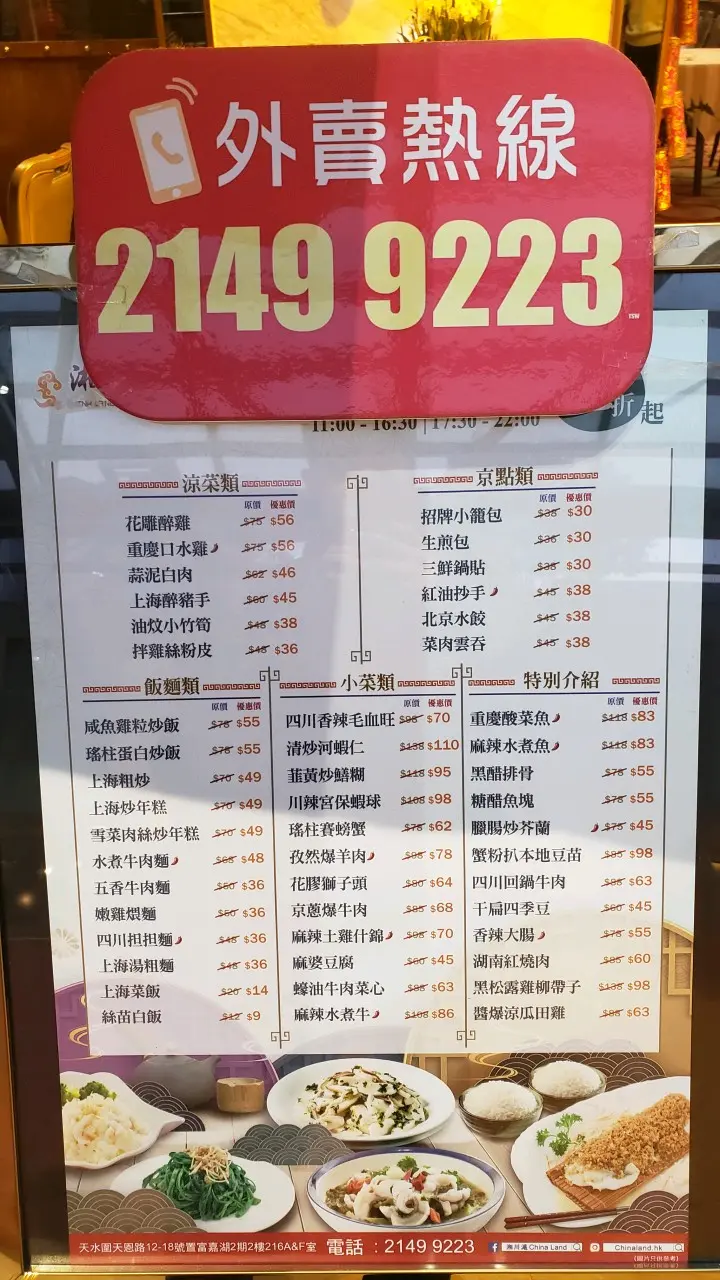 外賣熱線
2149 9223
11:00 - 16:30 | 17:30 - 22:00
折起
涼菜類
原價 優惠價
花雕醉雞 $75 $56
重慶口水雞 $75 $56
蒜泥白肉 $62 $46
上海醉豬手 $60 $45
油炆小竹筍 $48 $38
拌雞絲粉皮 $48 $36
京點類
原價 優惠價
招牌小籠包 $38 $30
生煎包 $36 $30
三鮮鍋貼 $38 $30
紅油抄手 $45 $38
北京水餃 $45 $38
菜肉雲吞 $45 $38
飯麵類
原價 優惠價
咸魚雞粒炒飯 $78 $55
瑤柱蛋白炒飯 $78 $55
上海粗炒 $70 $49
上海炒年糕 $70 $49
雪菜肉絲炒年糕 $70 $49
水煮牛肉麵 $68 $48
五香牛肉麵 $50 $36
嫩雞煨麵 $50 $36
四川担担麵 $48 $36
上海湯粗麵 $48 $36
上海菜飯 $20 $14
絲苗白飯 $12 $9
小菜類
原價 優惠價
四川香辣毛血旺 $98 $70
清炒河蝦仁 $138 $110
韮黃炒鱔糊 $118 $95
川辣宮保蝦球 $108 $98
瑤柱賽螃蟹 $78 $62
孜然爆羊肉 $98 $78
花膠獅子頭 $80 $64
京蔥爆牛肉 $85 $68
麻辣土雞什錦 $98 $70
麻婆豆腐 $60 $45
蠔油牛肉菜心 $88 $63
麻辣水煮牛 $108 $86
特別介紹
原價 優惠價
重慶酸菜魚 $118 $83
麻辣水煮魚 $118 $83
黑醋排骨 $78 $55
糖醋魚塊 $78 $55
臘腸炒芥蘭 $75 $45
蟹粉扒本地豆苗 $98
四川回鍋牛肉 $88 $63
干扁四季豆 $60 $45
香辣大腸 $78 $55
湖南紅燒肉 $85 $60
黑松露雞柳帶子 $138 $98
醬爆涼瓜田雞 $88 $63
天水圍天恩路12-18號置富嘉湖2期2樓216A&F室 電話 : 2149 9223 湘川滬 China Land Chinaland.hk
(圖片只供參考)